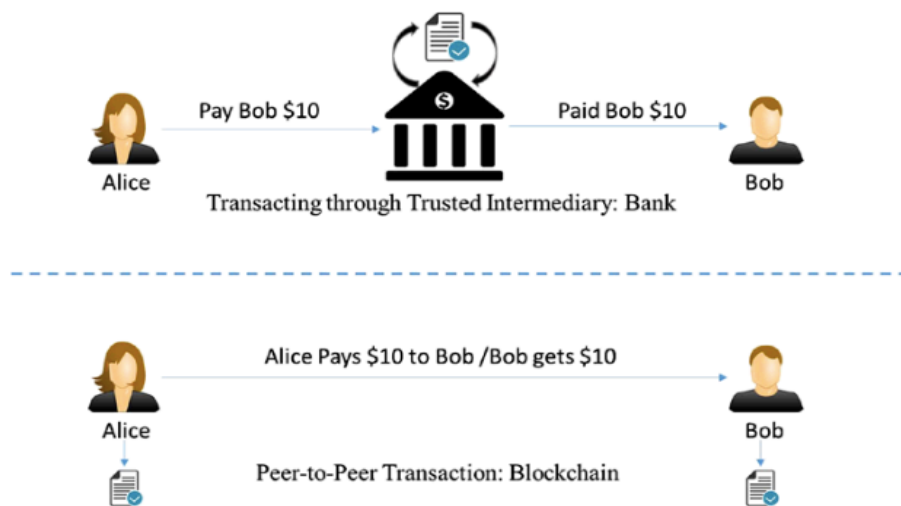 Pay Bob $10
Paid Bob $10
$
Alice
Bob
Transacting through Trusted Intermediary: Bank
Alice Pays $10 to Bob /Bob gets $10
Alice
Bob
Peer-to-Peer Transaction: Blockchain